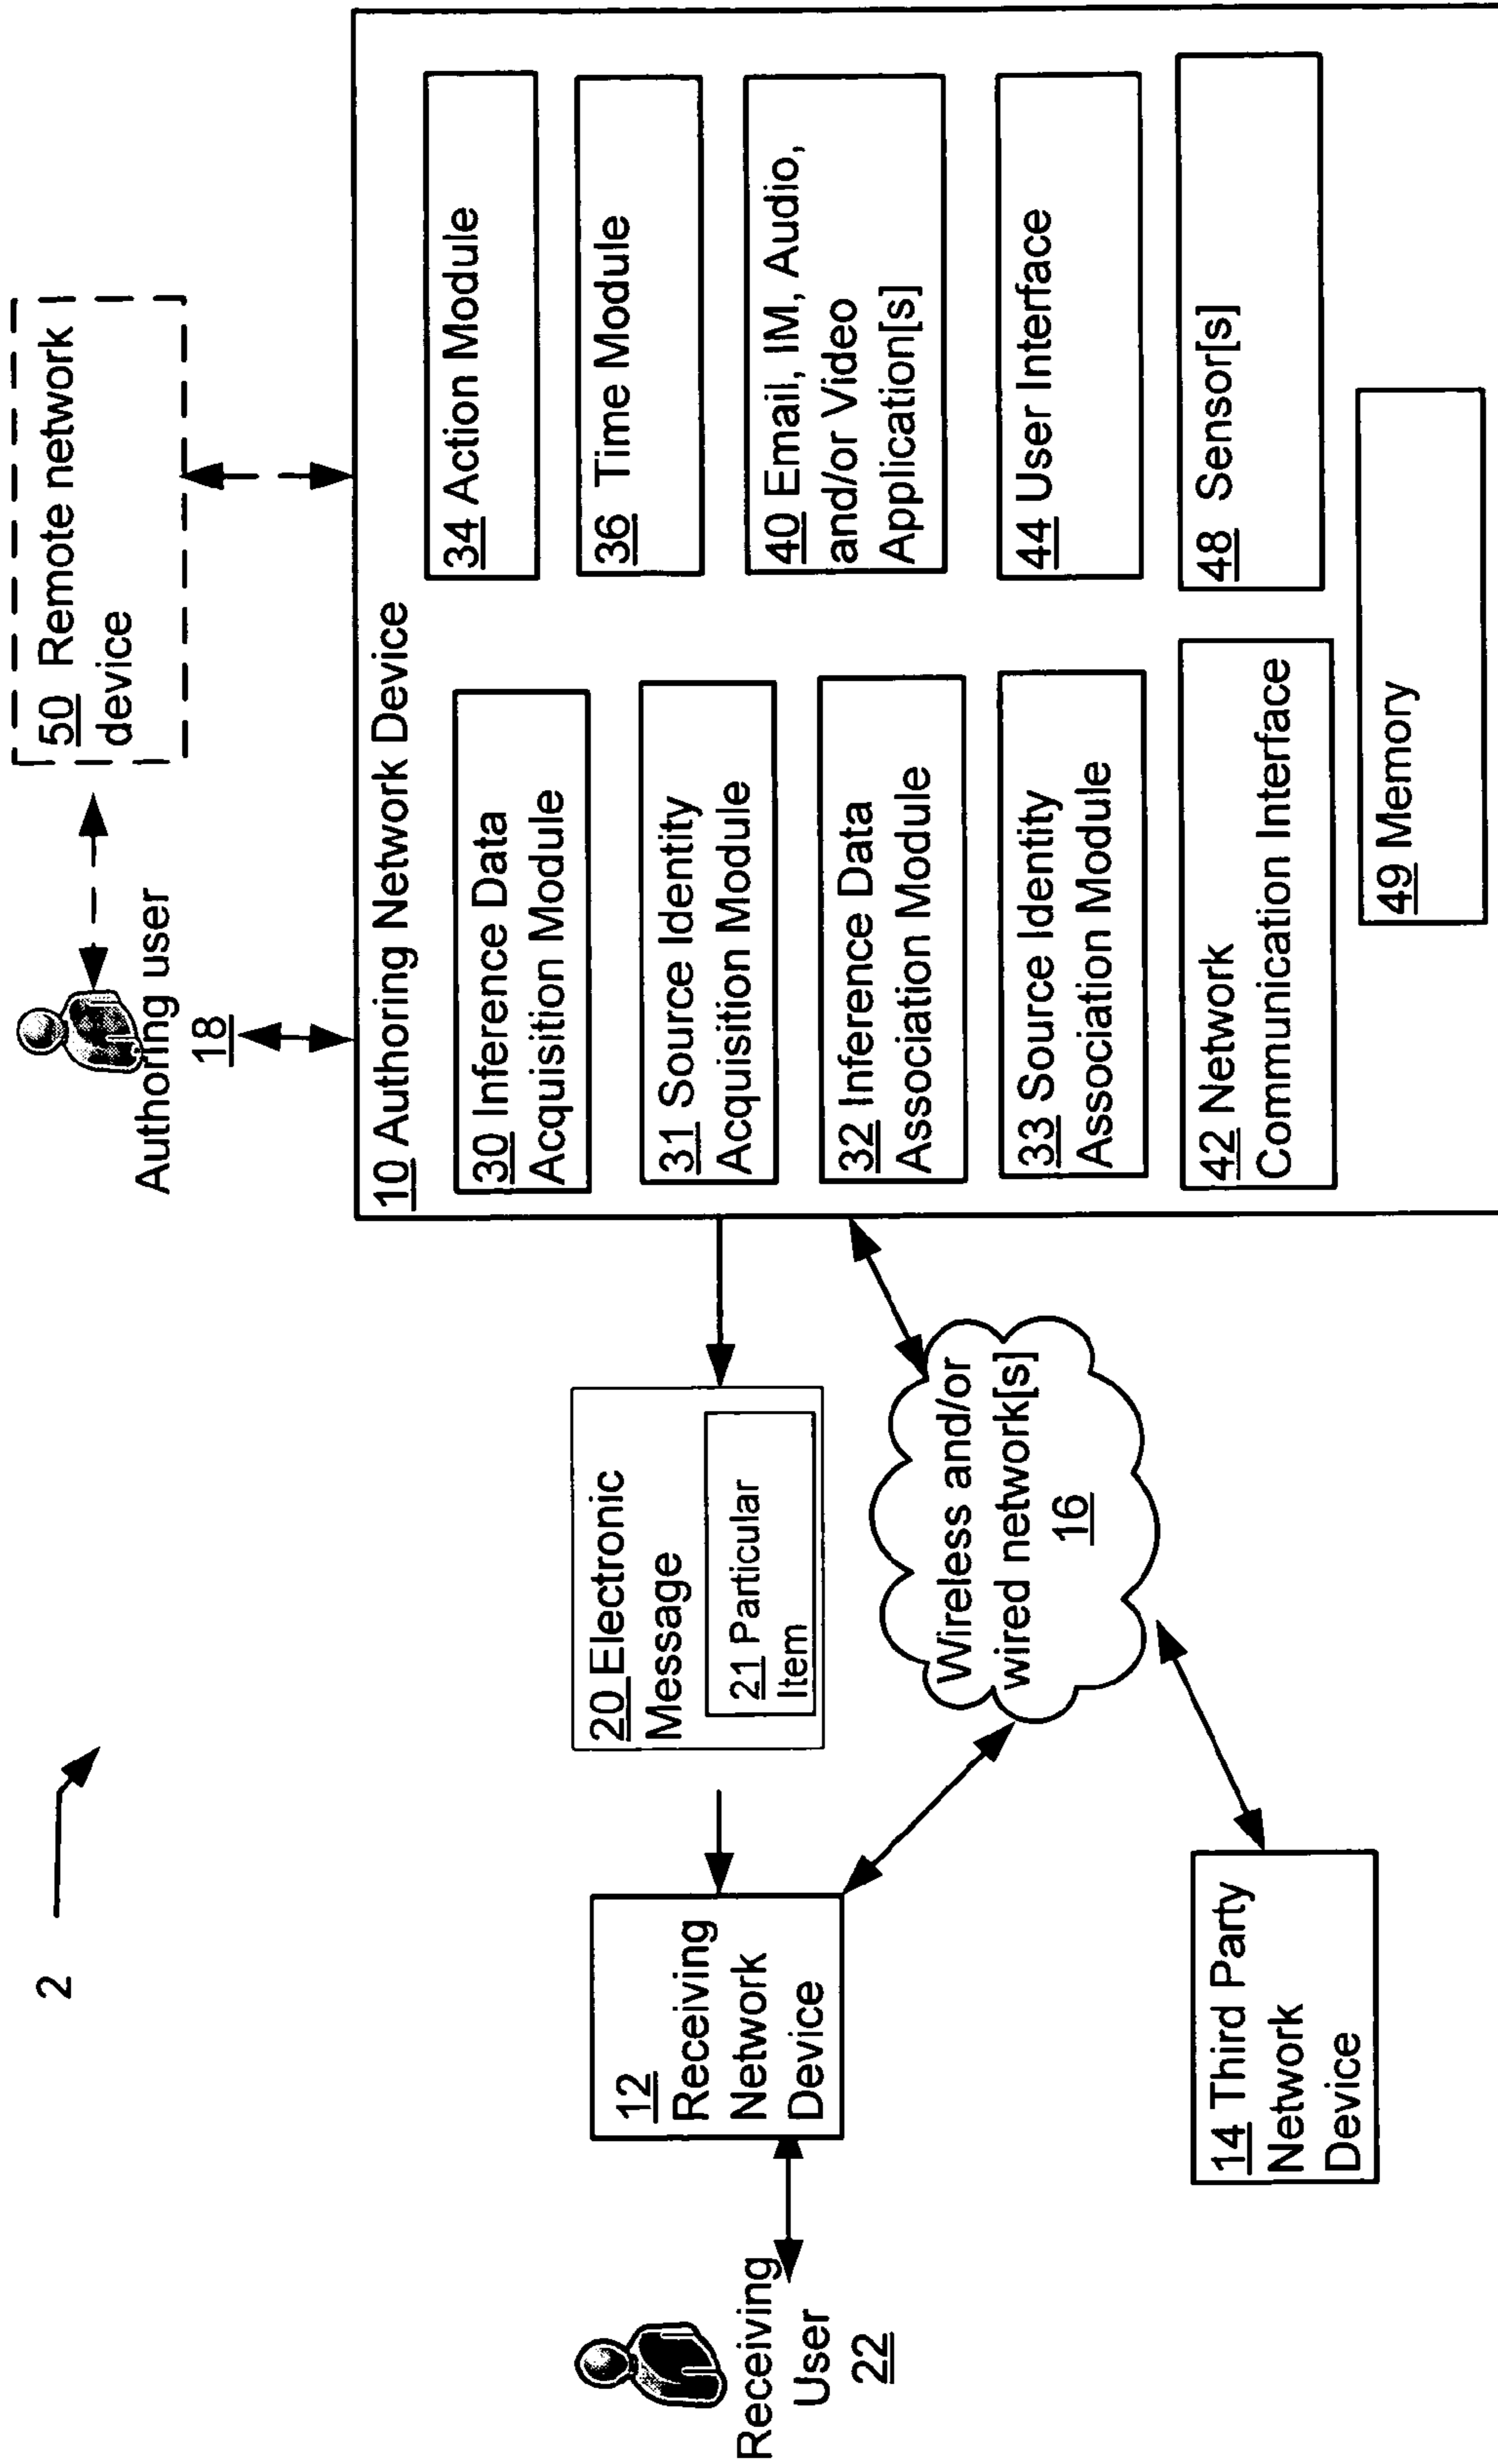 2
Receiving
User
22
12
Receiving
Network
Device
14 Third Party
Network
Device
20 Electronic
Message
21 Particular
Item
Wireless and/or
wired network[s]
16
Authoring user
18
50 Remote network
device
10 Authoring Network Device
30 Inference Data
Acquisition Module
31 Source Identity
Acquisition Module
32 Inference Data
Association Module
33 Source Identity
Association Module
42 Network
Communication Interface
34 Action Module
36 Time Module
40 Email, IM, Audio,
and/or Video
Application[s]
44 User Interface
48 Sensor[s]
49 Memory